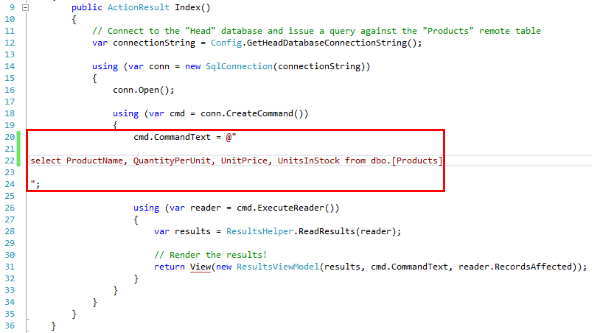 9 public ActionResult Index()
10 {
11 // Connect to the "Head" database and issue a query against the "Products" remote table
12 var connectionString = Config.GetHeadDatabaseConnectionString();
13
14 using (var conn = new SqlConnection(connectionString))
15 {
16 conn.Open();
17
18 using (var cmd = conn.CreateCommand())
19 {
20 cmd.CommandText = @"
21
22 select ProductName, QuantityPerUnit, UnitPrice, UnitsInStock from dbo.[Products]
23
24 ";
25
26 using (var reader = cmd.ExecuteReader())
27 {
28 var results = ResultsHelper.ReadResults(reader);
29
30 // Render the results!
31 return View(new ResultsViewModel(results, cmd.CommandText, reader.RecordsAffected));
32 }
33 }
34 }
35 }
36 }